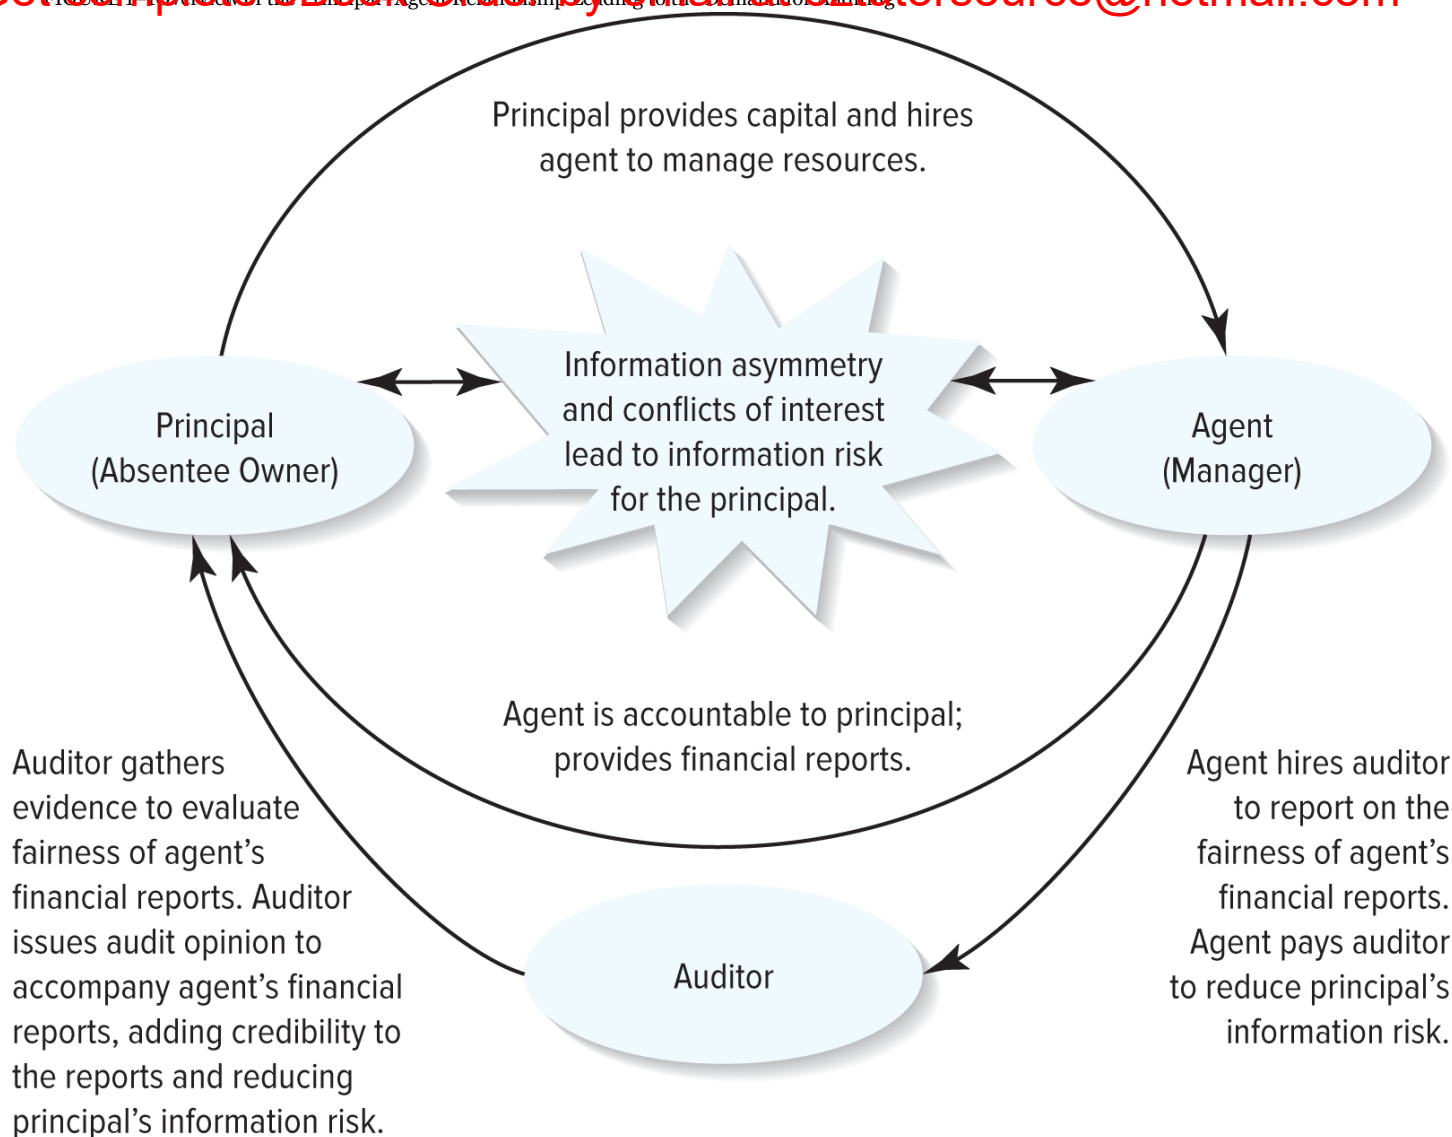 Principal provides capital and hires
agent to manage resources.
Information asymmetry
and conflicts of interest
lead to information risk
for the principal.
Principal
(Absentee Owner)
Agent
(Manager)
Agent is accountable to principal;
provides financial reports.
Auditor gathers
evidence to evaluate
fairness of agent’s
financial reports. Auditor
issues audit opinion to
accompany agent’s financial
reports, adding credibility to
the reports and reducing
principal’s information risk.
Agent hires auditor
to report on the
fairness of agent’s
financial reports.
Agent pays auditor
to reduce principal’s
information risk.
Auditor